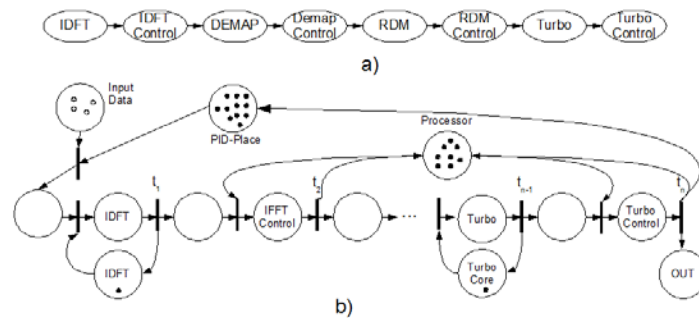 IDFT
IDFT
Control
DEMAP
Demap
Control
RDM
RDM
Control
Turbo
Turbo
Control
a)
Input
Data
PID-Place
Processor
t1
t2
tn-1
tn
IDFT
IFFT
Control
...
Turbo
Turbo
Control
IDFT
Turbo
Core
OUT
b)